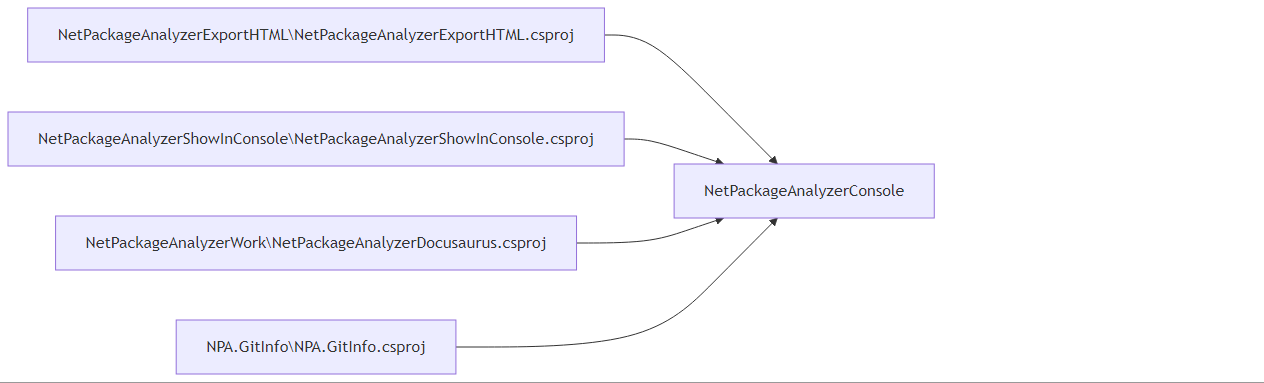 NetPackageAnalyzerExportHTML\NetPackageAnalyzerExportHTML.csproj
NetPackageAnalyzerShowInConsole\NetPackageAnalyzerShowInConsole.csproj
NetPackageAnalyzerConsole
NetPackageAnalyzerWork\NetPackageAnalyzerDocusaurus.csproj
NPA.GitInfo\NPA.GitInfo.csproj